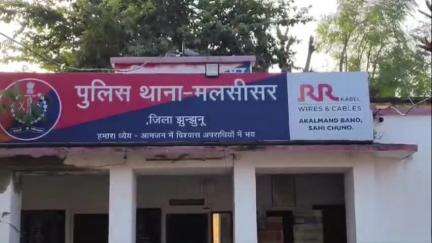 पुलिस थाना-मलसीसर
,जिला झुन्झुनू
हमारा ध्येय - आमजन में विश्वास अपराधियों में भय
RR
KABEL
WIRES & CABLES
AKALMAND BANO,
SAHI CHUNO.